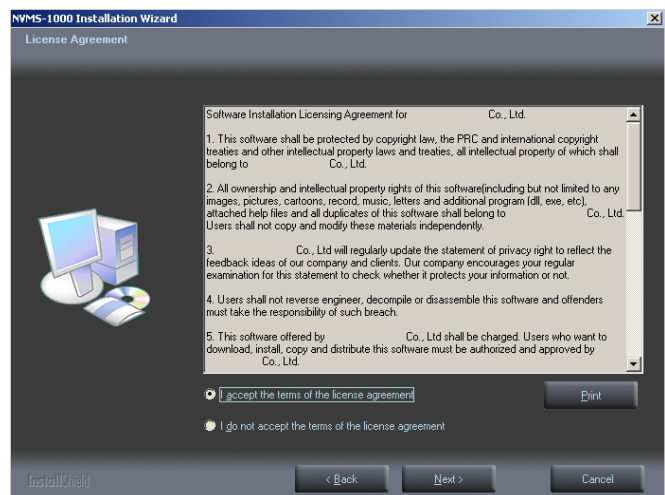 NVMS-1000 Installation Wizard
License Agreement
Software Installation Licensing Agreement for Co., Ltd.
1. This software shall be protected by copyright law, the PRC and international copyright
treaties and other intellectual property laws and treaties, all intellectual property of which shall
belong to Co., Ltd.
2. All ownership and intellectual property rights of this software(including but not limited to any
images, pictures, cartoons, record, music, letters and additional program (dll, exe, etc),
attached help files and all duplicates of this software shall belong to Co., Ltd.
Users shall not copy and modify these materials independently.
3. Co., Ltd will regularly update the statement of privacy right to reflect the
feedback ideas of our company and clients. Our company encourages your regular
examination for this statement to check whether it protects your information or not.
4. Users shall not reverse engineer, decompile or disassemble this software and offenders
must take the responsibility of such breach.
5. This software offered by Co., Ltd shall be charged. Users who want to
download, install, copy and distribute this software must be authorized and approved by
Co., Ltd.
I accept the terms of the license agreement
Print
I do not accept the terms of the license agreement
InstallShield
< Back
Next >
Cancel